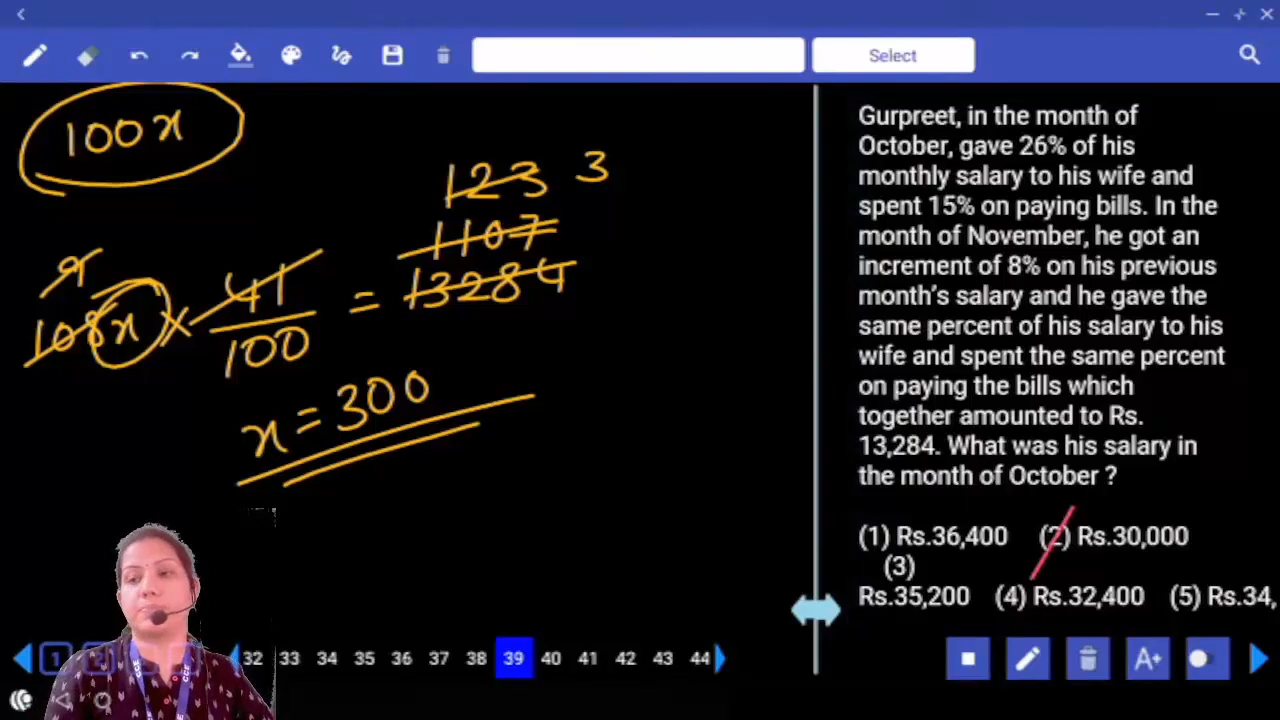 Select
100x
123 3
1107
13284
9
108x × 41/100 =
x = 300
Gurpreet, in the month of
October, gave 26% of his
monthly salary to his wife and
spent 15% on paying bills. In the
month of November, he got an
increment of 8% on his previous
month's salary and he gave the
same percent of his salary to his
wife and spent the same percent
on paying the bills which
together amounted to Rs.
13,284. What was his salary in
the month of October ?
(1) Rs.36,400 (2) Rs.30,000
(3)
Rs.35,200 (4) Rs.32,400 (5) Rs.34,
1
32 33 34 35 36 37 38 39 40 41 42 43 44
A+